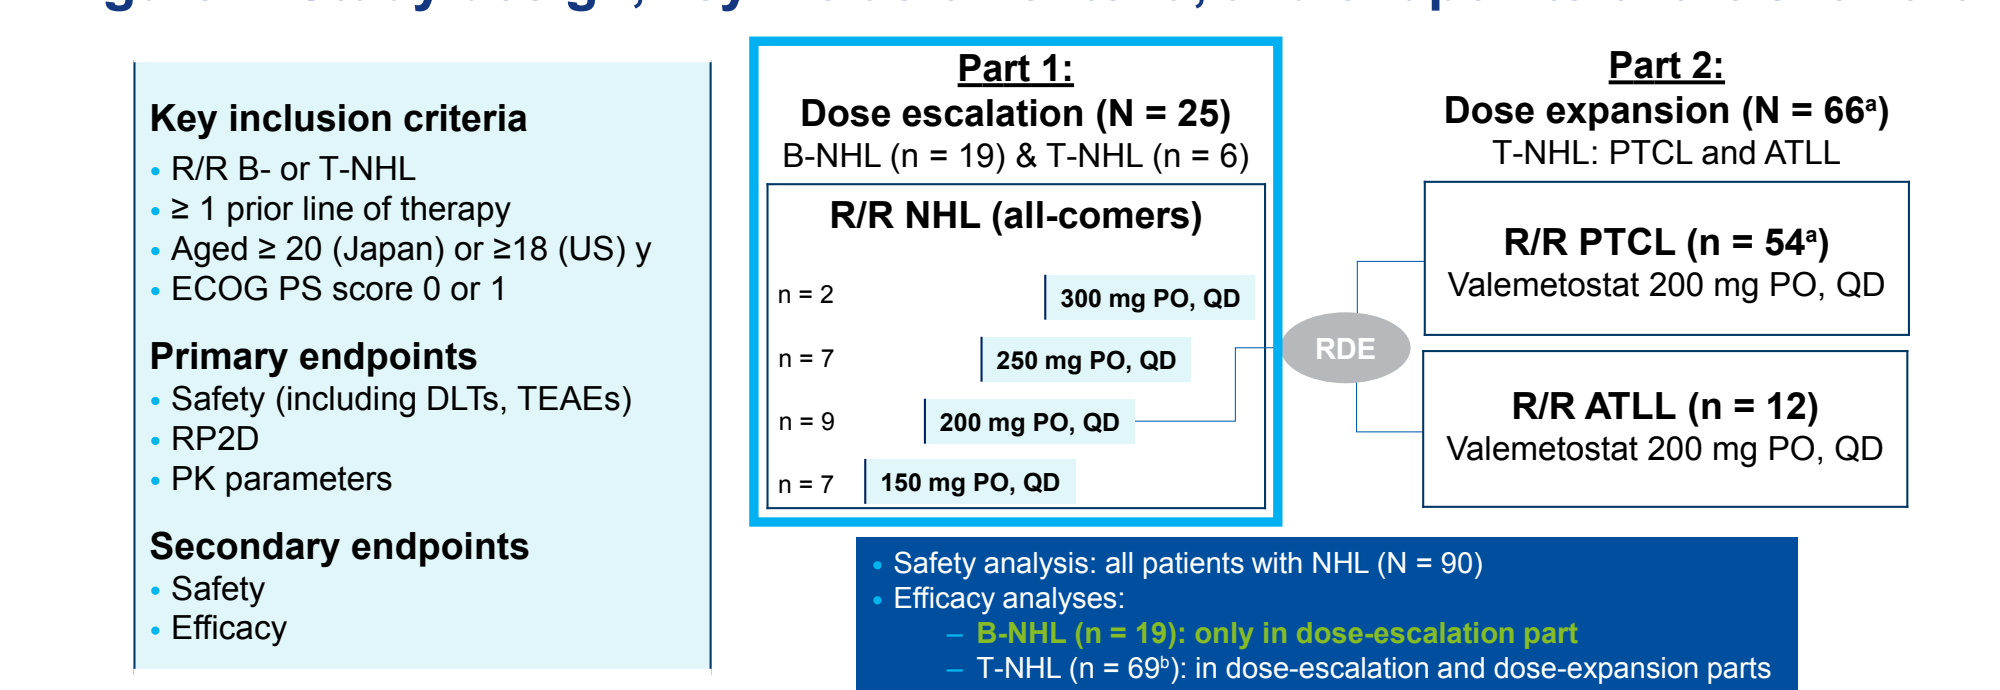 Key inclusion criteria
• R/R B- or T-NHL
• ≥ 1 prior line of therapy
• Aged ≥ 20 (Japan) or ≥18 (US) y
• ECOG PS score 0 or 1
Primary endpoints
• Safety (including DLTs, TEAEs)
• RP2D
• PK parameters
Secondary endpoints
• Safety
• Efficacy
Part 1:
Dose escalation (N = 25)
B-NHL (n = 19) & T-NHL (n = 6)
R/R NHL (all-comers)
n = 2 300 mg PO, QD
n = 7 250 mg PO, QD
n = 9 200 mg PO, QD
n = 7 150 mg PO, QD
RDE
Part 2:
Dose expansion (N = 66ᵃ)
T-NHL: PTCL and ATLL
R/R PTCL (n = 54ᵃ)
Valemetostat 200 mg PO, QD
R/R ATLL (n = 12)
Valemetostat 200 mg PO, QD
• Safety analysis: all patients with NHL (N = 90)
• Efficacy analyses:
– B-NHL (n = 19): only in dose-escalation part
– T-NHL (n = 69ᵇ): in dose-escalation and dose-expansion parts